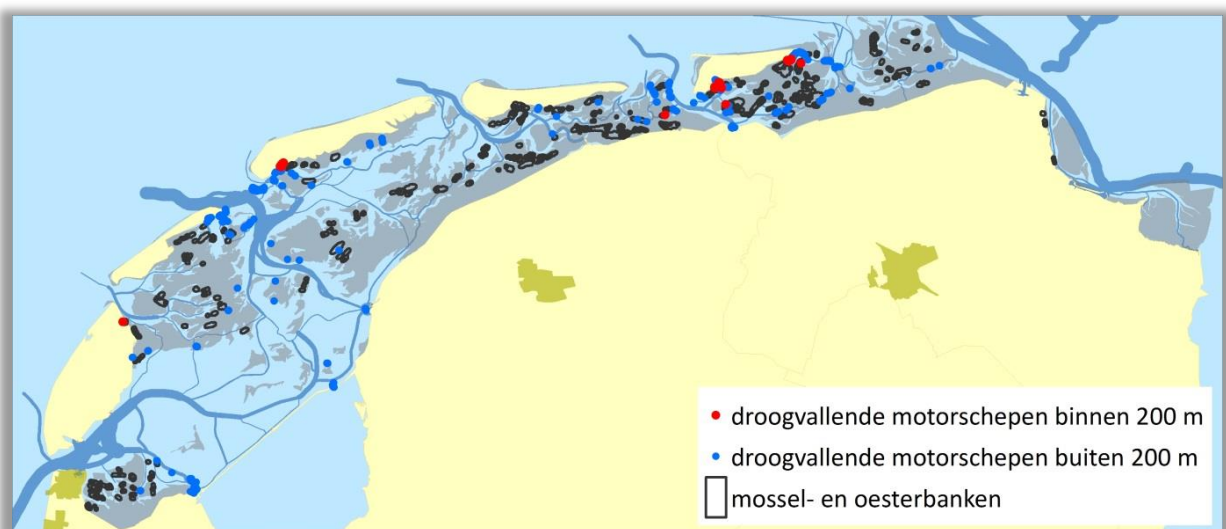 droogvallende motorschepen binnen 200 m
droogvallende motorschepen buiten 200 m
mossel- en oesterbanken